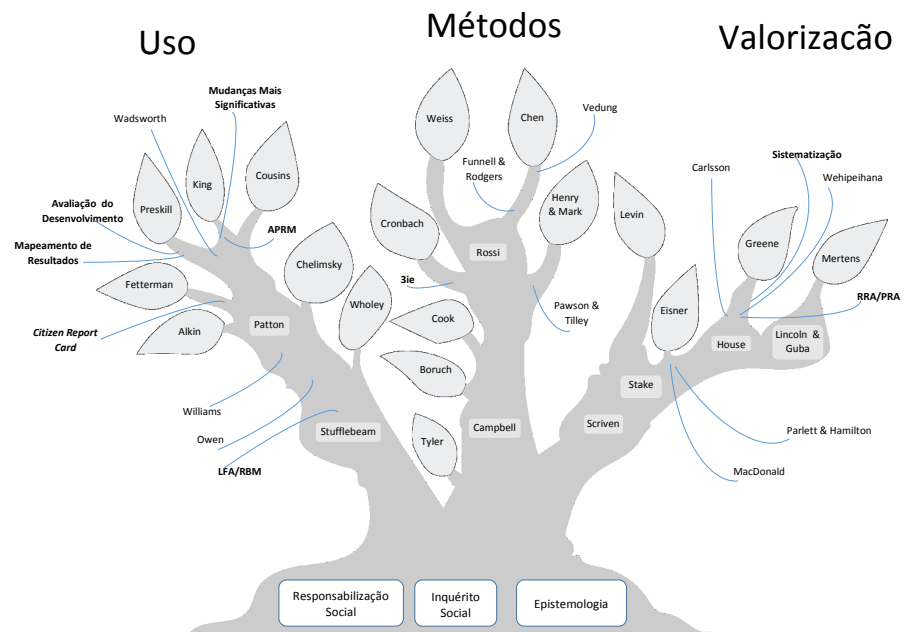 Uso
Métodos
Valorizacão
Mudanças Mais
Significativas
Wadsworth
Weiss
Chen
Vedung
King
Cousins
Preskill
Funnell &
Rodgers
Henry
& Mark
Levin
Carlsson
Sistematização
Wehipeihana
Avaliação do
Desenvolvimento
Mapeamento de
Resultados
APRM
Cronbach
Rossi
Greene
Mertens
Fetterman
Chelimsky
3ie
Wholey
Cook
Pawson &
Tilley
Eisner
RRA/PRA
Citizen Report
Card
Alkin
Patton
House
Lincoln &
Guba
Boruch
Stake
Williams
Owen
Stufflebeam
Tyler
Campbell
Scriven
Parlett & Hamilton
LFA/RBM
MacDonald
Responsabilização
Social
Inquérito
Social
Epistemologia